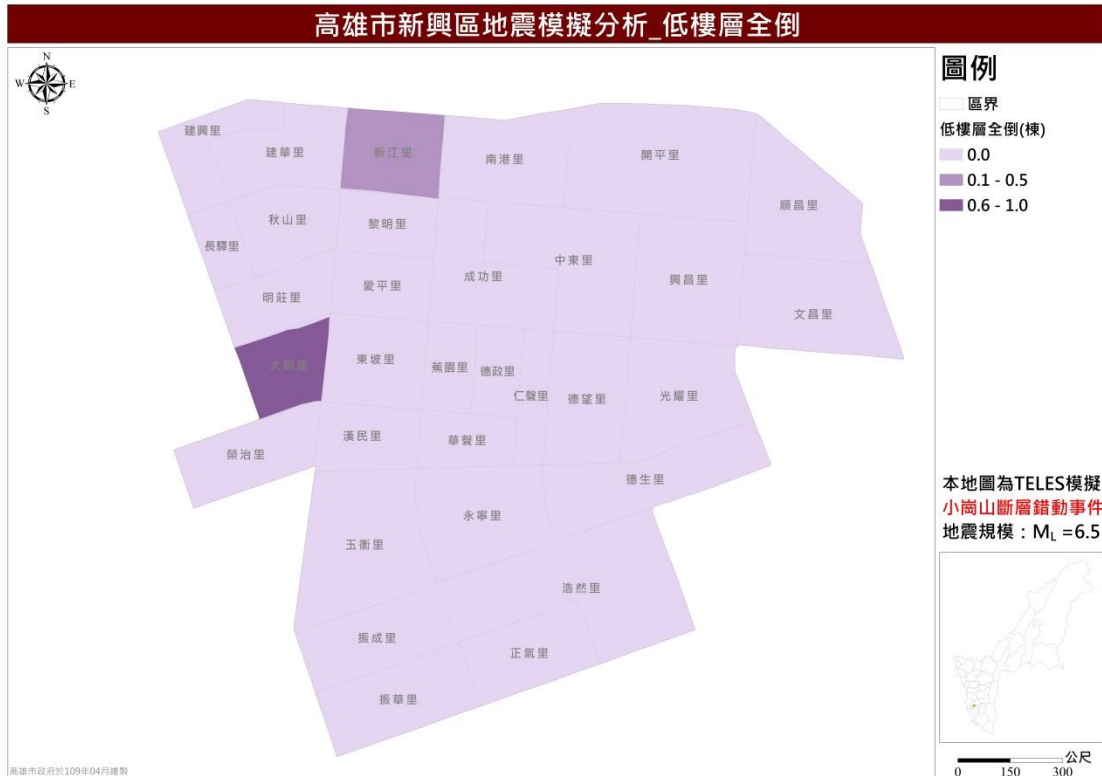 高雄市新興區地震模擬分析_低樓層全倒
N
W
E
S
圖例
區界
低樓層全倒(棟)
0.0
0.1 - 0.5
0.6 - 1.0
建興里
建華里
新江里
南港里
開平里
順昌里
秋山里
黎明里
長驛里
中東里
成功里
興昌里
愛平里
明莊里
文昌里
大明里
東坡里
蕉園里
德政里
仁聲里
德望里
光耀里
漢民里
華聲里
榮治里
德生里
永寧里
玉衡里
浩然里
振成里
正氣里
振華里
本地圖為TELES模擬
小崗山斷層錯動事件
地震規模：ML =6.5
公尺
0 150 300
高雄市政府於109年04月繪製